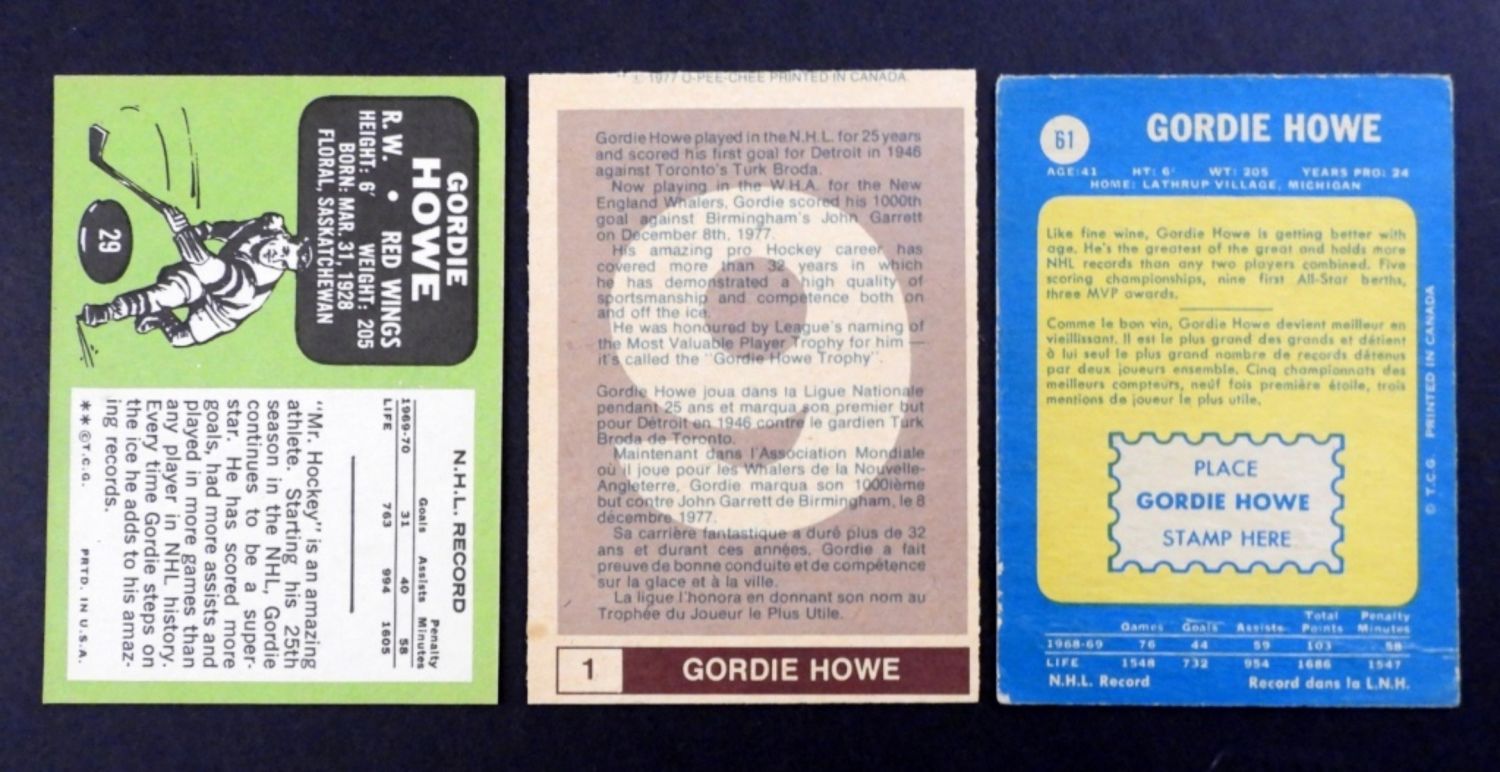 GORDIE
HOWE
R.W. • RED WINGS
HEIGHT: 6' WEIGHT: 205
BORN: MAR. 31, 1928
FLORAL, SASKATCHEWAN
29
N.H.L. RECORD
Goals Assists Penalty Minutes
1969-70 31 40 58
LIFE 763 994 1605
"Mr. Hockey" is an amazing
athlete. Starting his 25th
season in the NHL, Gordie
continues to be a super-
star. He has scored more
goals, had more assists and
played in more games than
any player in NHL history.
Every time Gordie steps on
the ice he adds to his amaz-
ing records.
** © T.C.G. PRTD. IN U.S.A.
** © 1977 O-PEE-CHEE PRINTED IN CANADA
9
Gordie Howe played in the N.H.L. for 25 years
and scored his first goal for Detroit in 1946
against Toronto's Turk Broda.
Now playing in the W.H.A. for the New
England Whalers, Gordie scored his 1000th
goal against Birmingham's John Garrett
on December 8th, 1977.
His amazing pro Hockey career has
covered more than 32 years in which
he has demonstrated a high quality of
sportsmanship and competence both on
and off the ice.
He was honoured by League's naming of
the Most Valuable Player Trophy for him —
it's called the "Gordie Howe Trophy".
Gordie Howe joua dans la Ligue Nationale
pendant 25 ans et marqua son premier but
pour Détroit en 1946 contre le gardien Turk
Broda de Toronto.
Maintenant dans l'Association Mondiale
où il joue pour les Whalers de la Nouvelle-
Angleterre, Gordie marqua son 1000ième
but contre John Garrett de Birmingham, le 8
décembre 1977.
Sa carrière fantastique a duré plus de 32
ans et durant ces années, Gordie a fait
preuve de bonne conduite et de compétence
sur la glace et à la ville.
La ligue l'honora en donnant son nom au
Trophée du Joueur le Plus Utile.
1 GORDIE HOWE
61 GORDIE HOWE
AGE: 41 HT: 6' WT: 205 YEARS PRO: 24
HOME: LATHRUP VILLAGE, MICHIGAN
Like fine wine, Gordie Howe is getting better with
age. He's the greatest of the great and holds more
NHL records than any two players combined. Five
scoring championships, nine first All-Star berths,
three MVP awards.
Comme le bon vin, Gordie Howe devient meilleur en
vieillissant. Il est le plus grand des grands et détient
à lui seul le plus grand nombre de records détenus
par deux joueurs ensemble. Cinq championnats des
meilleurs compteurs, neuf fois première étoile, trois
mentions de joueur le plus utile.
PLACE
GORDIE HOWE
STAMP HERE
Games Goals Assists Total Points Penalty Minutes
1968-69 76 44 59 103 58
LIFE 1548 732 954 1686 1547
N.H.L. Record Record dans la L.N.H.
© T.C.G. PRINTED IN CANADA